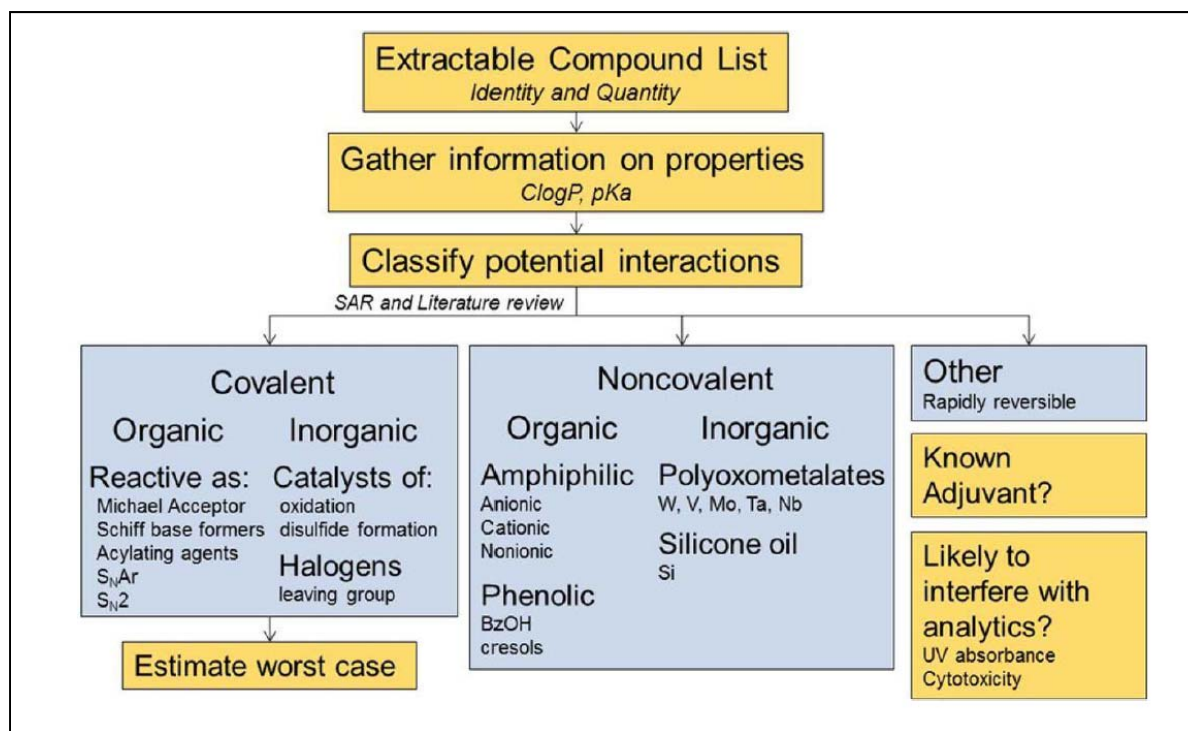 Extractable Compound List
Identity and Quantity
Gather information on properties
ClogP, pKa
Classify potential interactions
SAR and Literature review
Covalent
Organic
Reactive as:
Michael Acceptor
Schiff base formers
Acylating agents
SNAr
SN2
Inorganic
Catalysts of:
oxidation
disulfide formation
Halogens
leaving group
Estimate worst case
Noncovalent
Organic
Amphiphilic
Anionic
Cationic
Nonionic
Phenolic
BzOH
cresols
Inorganic
Polyoxometalates
W, V, Mo, Ta, Nb
Silicone oil
Si
Other
Rapidly reversible
Known
Adjuvant?
Likely to
interfere with
analytics?
UV absorbance
Cytotoxicity